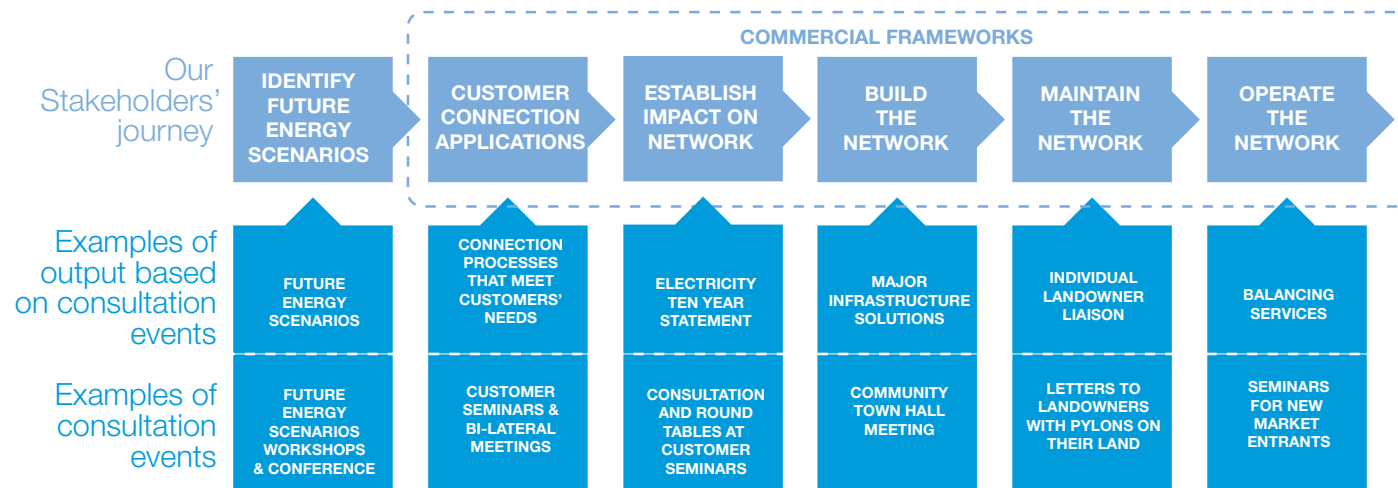 COMMERCIAL FRAMEWORKS
Our
Stakeholders’
journey
IDENTIFY
FUTURE
ENERGY
SCENARIOS
CUSTOMER
CONNECTION
APPLICATIONS
ESTABLISH
IMPACT ON
NETWORK
BUILD
THE
NETWORK
MAINTAIN
THE
NETWORK
OPERATE
THE
NETWORK
Examples of
output based
on consultation
events
FUTURE
ENERGY
SCENARIOS
CONNECTION
PROCESSES
THAT MEET
CUSTOMERS’
NEEDS
ELECTRICITY
TEN YEAR
STATEMENT
MAJOR
INFRASTRUCTURE
SOLUTIONS
INDIVIDUAL
LANDOWNER
LIAISON
BALANCING
SERVICES
Examples of
consultation
events
FUTURE
ENERGY
SCENARIOS
WORKSHOPS
& CONFERENCE
CUSTOMER
SEMINARS &
BI-LATERAL
MEETINGS
CONSULTATION
AND ROUND
TABLES AT
CUSTOMER
SEMINARS
COMMUNITY
TOWN HALL
MEETING
LETTERS TO
LANDOWNERS
WITH PYLONS ON
THEIR LAND
SEMINARS
FOR NEW
MARKET
ENTRANTS